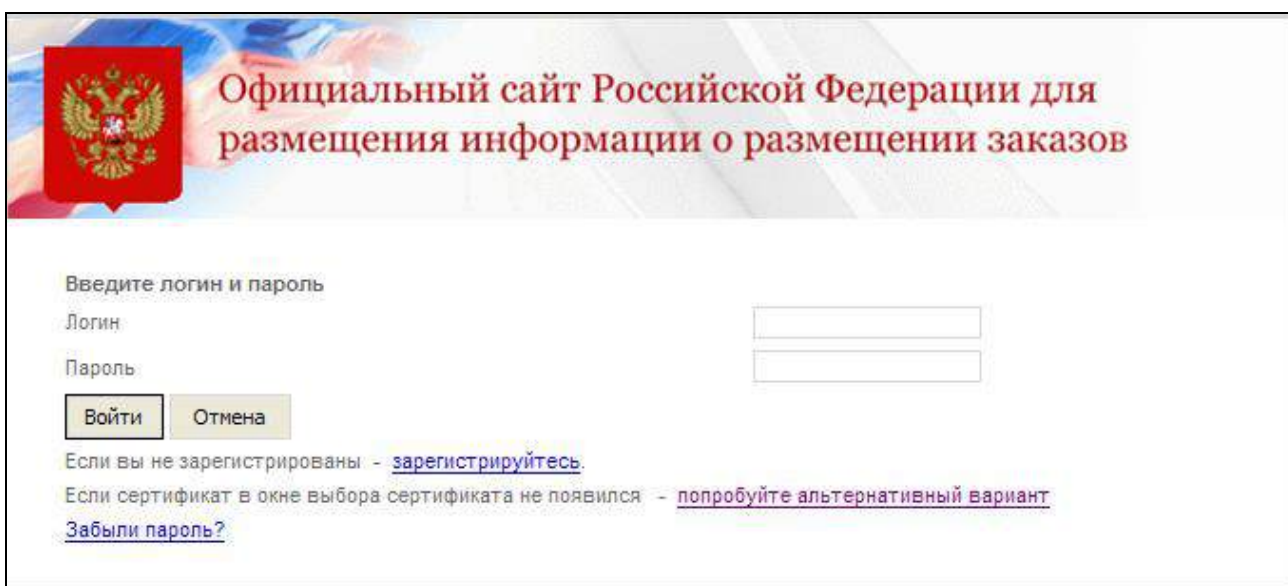 Официальный сайт Российской Федерации для
размещения информации о размещении заказов
Введите логин и пароль
Логин
Пароль
Войти Отмена
Если вы не зарегистрированы - зарегистрируйтесь.
Если сертификат в окне выбора сертификата не появился - попробуйте альтернативный вариант
Забыли пароль?